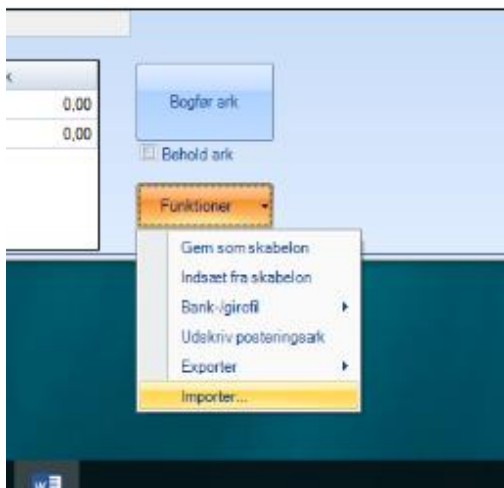 k
0,00
0,00
Bogfør ark
Behold ark
Funktioner
Gem som skabelon
Indsæt fra skabelon
Bank-/girofil
Udskriv posteringsark
Exporter
Importer...
W